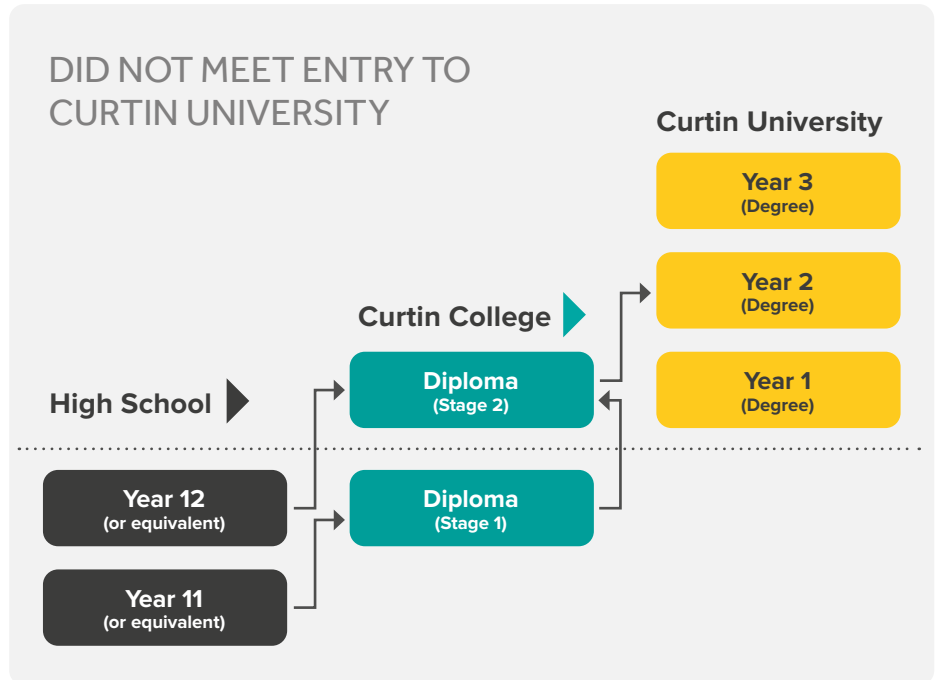 DID NOT MEET ENTRY TO
CURTIN UNIVERSITY
Curtin University
Year 3
(Degree)
Year 2
(Degree)
Year 1
(Degree)
Curtin College
Diploma
(Stage 2)
Diploma
(Stage 1)
High School
Year 12
(or equivalent)
Year 11
(or equivalent)